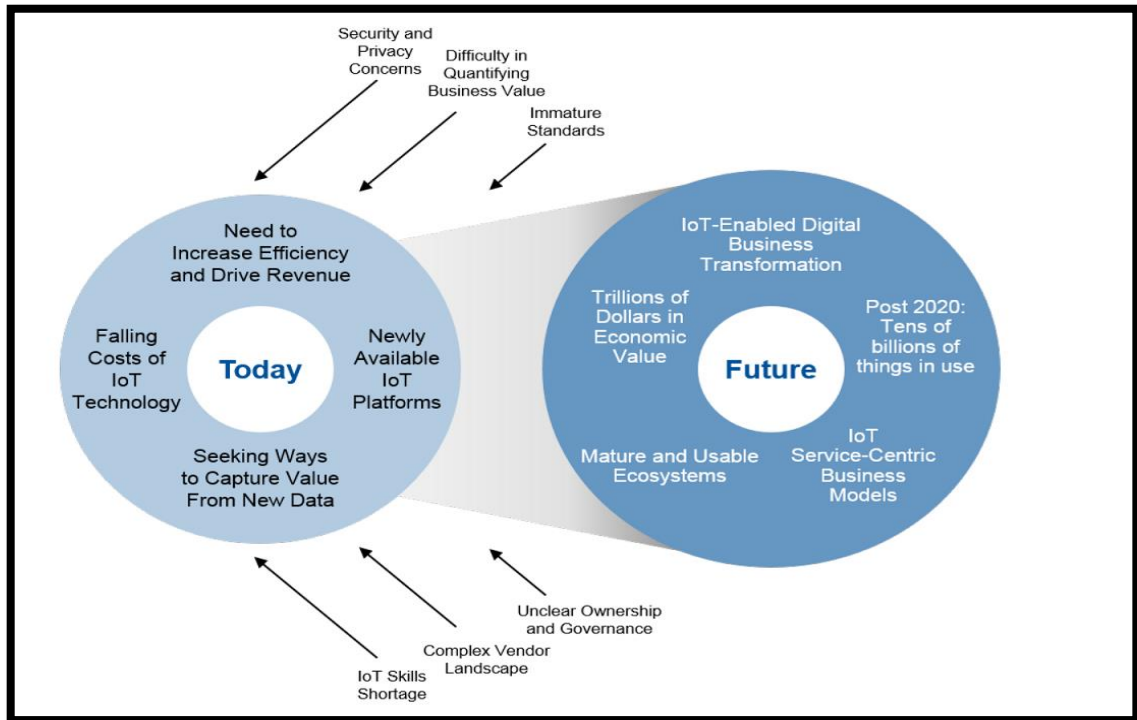 Security and
Privacy
Concerns
Difficulty in
Quantifying
Business Value
Immature
Standards
Need to
Increase Efficiency
and Drive Revenue
Falling
Costs of
IoT
Technology
Today
Newly
Available
IoT
Platforms
Seeking Ways
to Capture Value
From New Data
IoT-Enabled Digital
Business
Transformation
Trillions of
Dollars in
Economic
Value
Future
Post 2020:
Tens of
billions of
things in use
Mature and Usable
Ecosystems
IoT
Service-Centric
Business
Models
IoT Skills
Shortage
Complex Vendor
Landscape
Unclear Ownership
and Governance